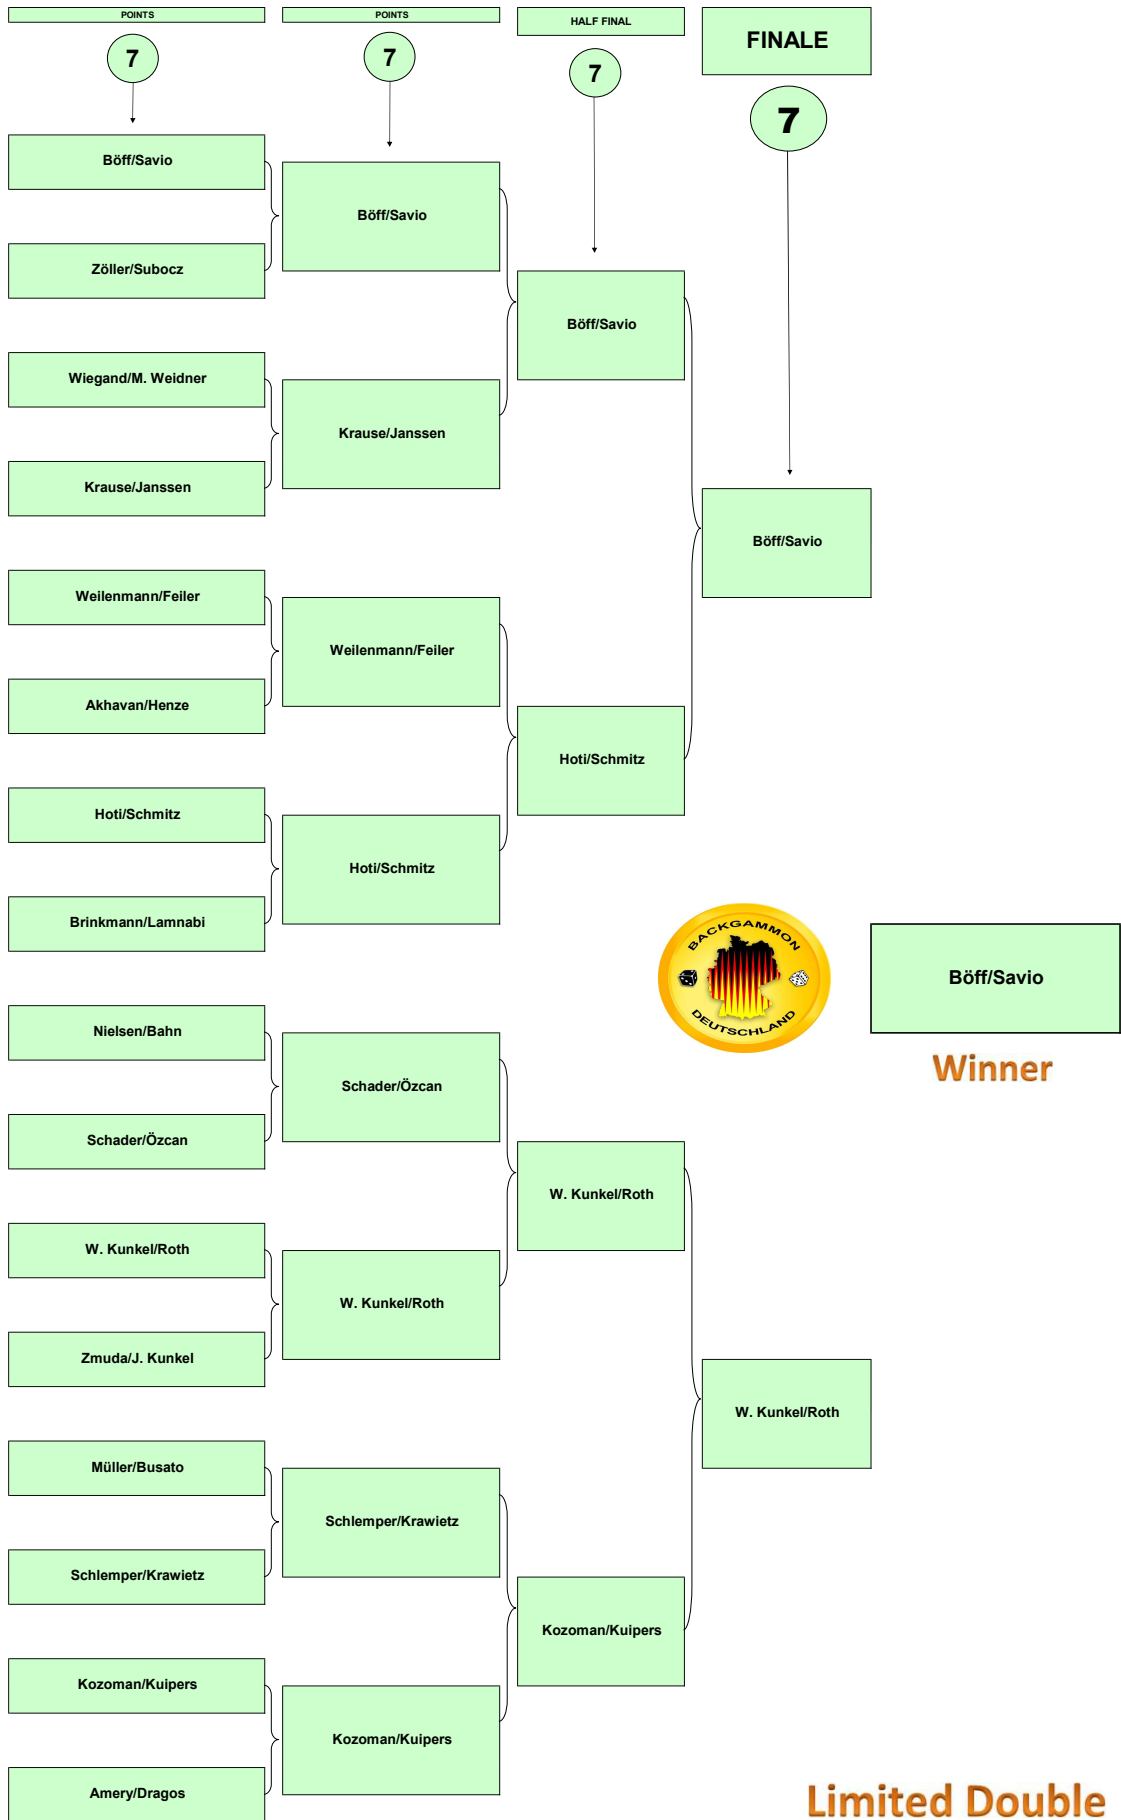 POINTS
POINTS
HALF FINAL
FINALE
7
7
7
7
Böff/Savio
Zöller/Subocz
Wiegand/M. Weidner
Krause/Janssen
Weilenmann/Feiler
Akhavan/Henze
Hoti/Schmitz
Brinkmann/Lamnabi
Nielsen/Bahn
Schader/Özcan
W. Kunkel/Roth
Zmuda/J. Kunkel
Müller/Busato
Schlemper/Krawietz
Kozoman/Kuipers
Amery/Dragos
Böff/Savio
Krause/Janssen
Weilenmann/Feiler
Hoti/Schmitz
Schader/Özcan
W. Kunkel/Roth
Schlemper/Krawietz
Kozoman/Kuipers
Böff/Savio
Hoti/Schmitz
W. Kunkel/Roth
Kozoman/Kuipers
Böff/Savio
W. Kunkel/Roth
BACKGAMMON
DEUTSCHLAND
Böff/Savio
Winner
Limited Double